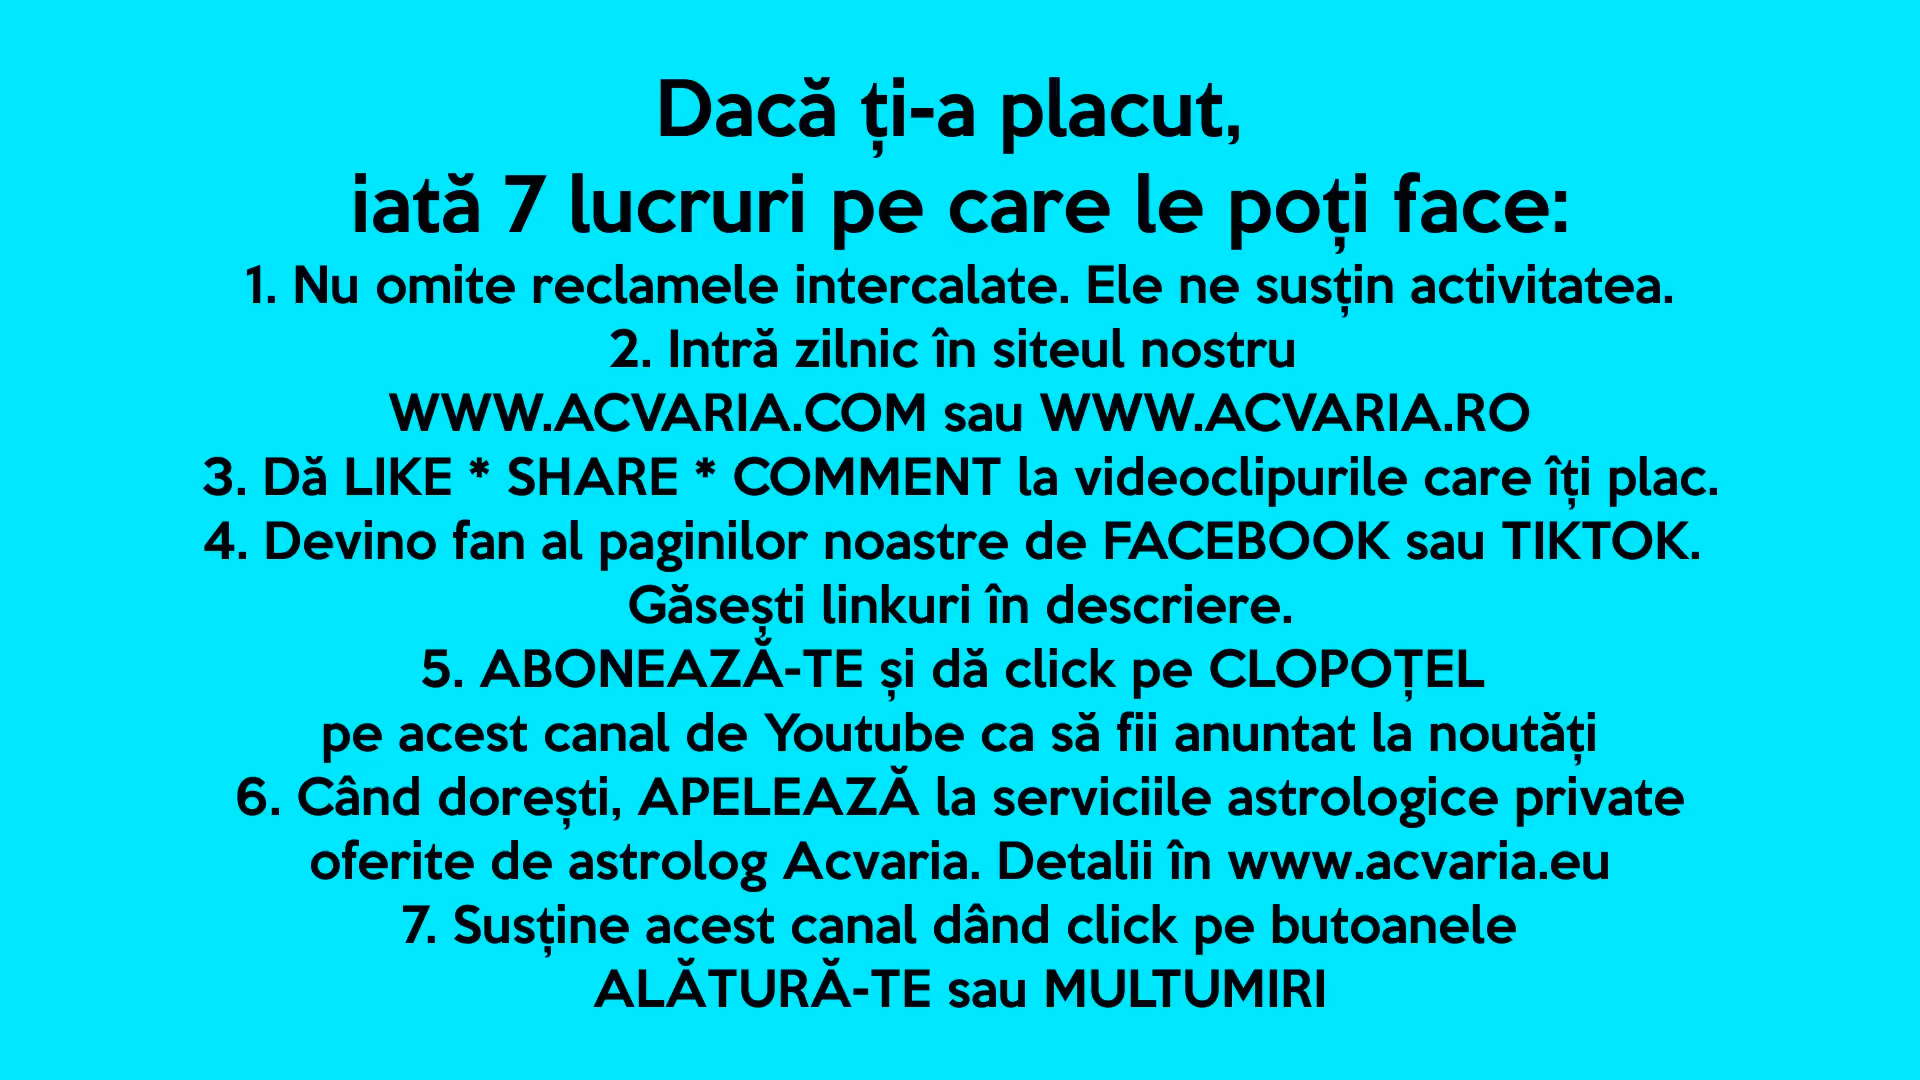 Dacă ți-a placut,
iată 7 lucruri pe care le poți face:
1. Nu omite reclamele intercalate. Ele ne susțin activitatea.
2. Intră zilnic în siteul nostru
WWW.ACVARIA.COM sau WWW.ACVARIA.RO
3. Dă LIKE * SHARE * COMMENT la videoclipurile care îți plac.
4. Devino fan al paginilor noastre de FACEBOOK sau TIKTOK.
Găsești linkuri în descriere.
5. ABONEAZĂ-TE și dă click pe CLOPOȚEL
pe acest canal de Youtube ca să fii anuntat la noutăți
6. Când dorești, APELEAZĂ la serviciile astrologice private
oferite de astrolog Acvaria. Detalii în www.acvaria.eu
7. Susține acest canal dând click pe butoanele
ALĂTURĂ-TE sau MULTUMIRI